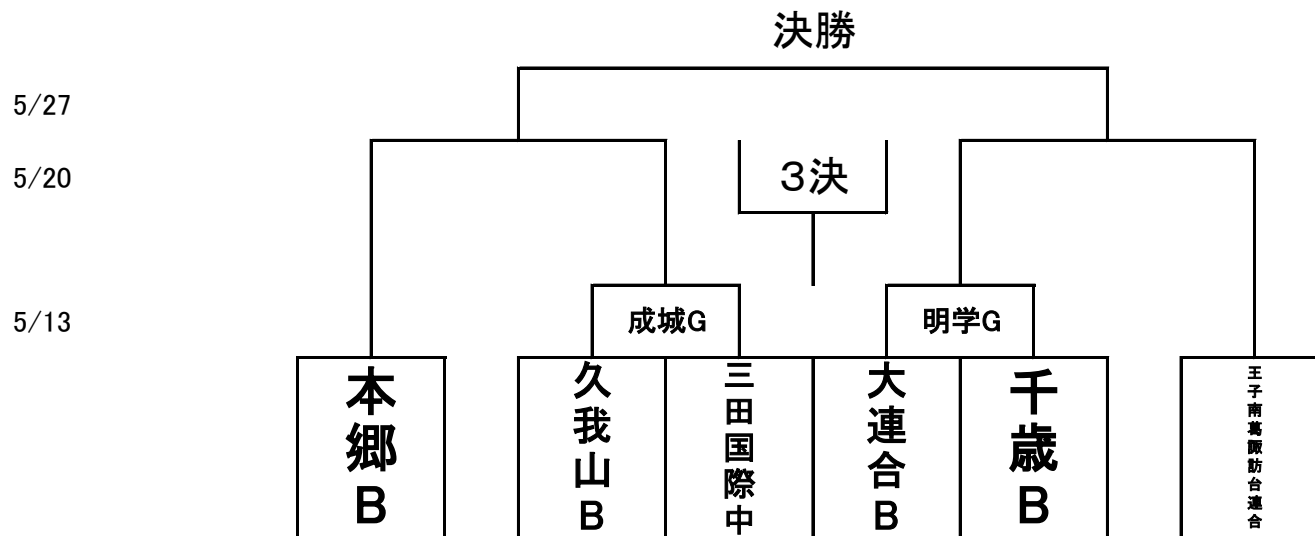 決勝
5/27
5/20
3決
5/13
成城G
明学G
本郷B
久我山B
三田国際中
大連合B
千歳B
王子南葛諏訪台連合